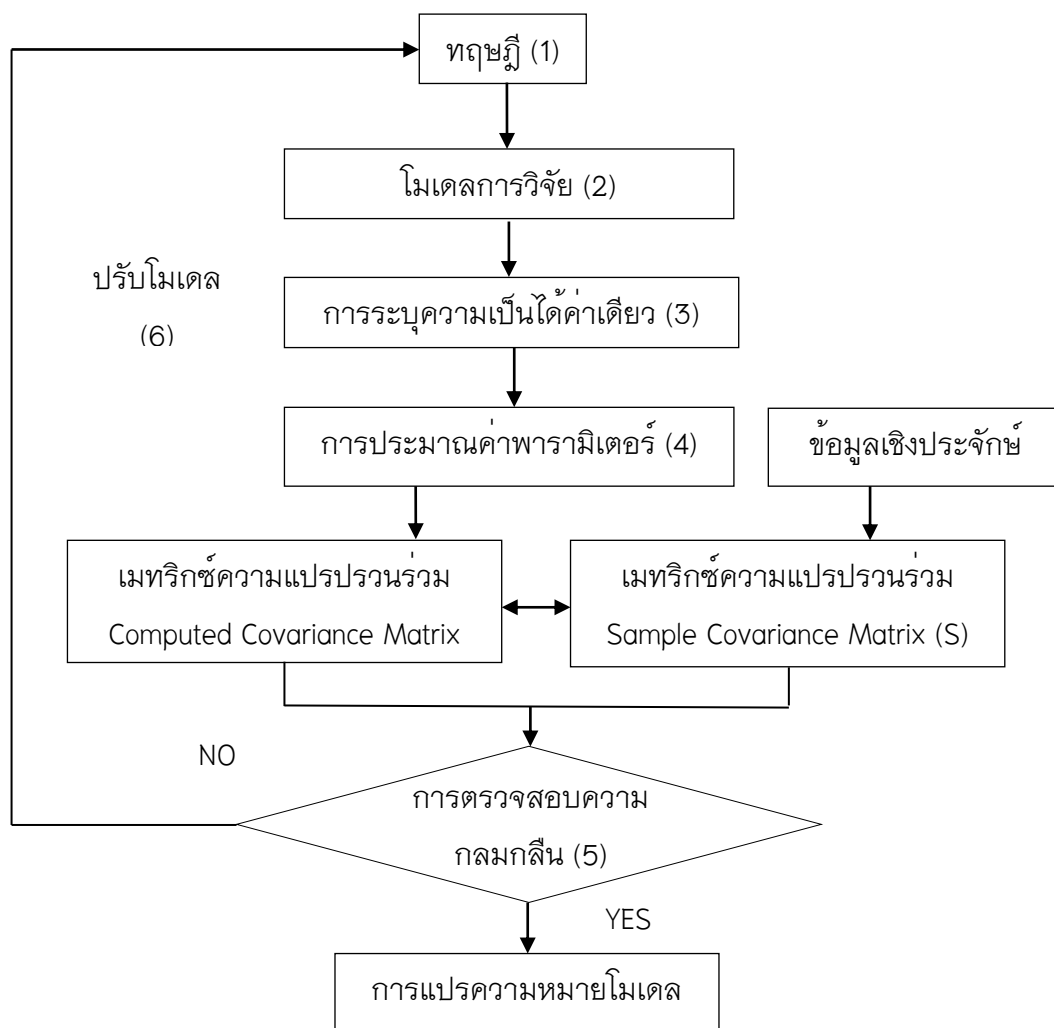 ทฤษฎี (1)
โมเดลการวิจัย (2)
ปรับโมเดล
(6)
การระบุความเป็นได้ค่าเดียว (3)
การประมาณค่าพารามิเตอร์ (4)
ข้อมูลเชิงประจักษ์
เมทริกซ์ความแปรปรวนร่วม
Computed Covariance Matrix
เมทริกซ์ความแปรปรวนร่วม
Sample Covariance Matrix (S)
NO
การตรวจสอบความ
กลมกลืน (5)
YES
การแปรความหมายโมเดล